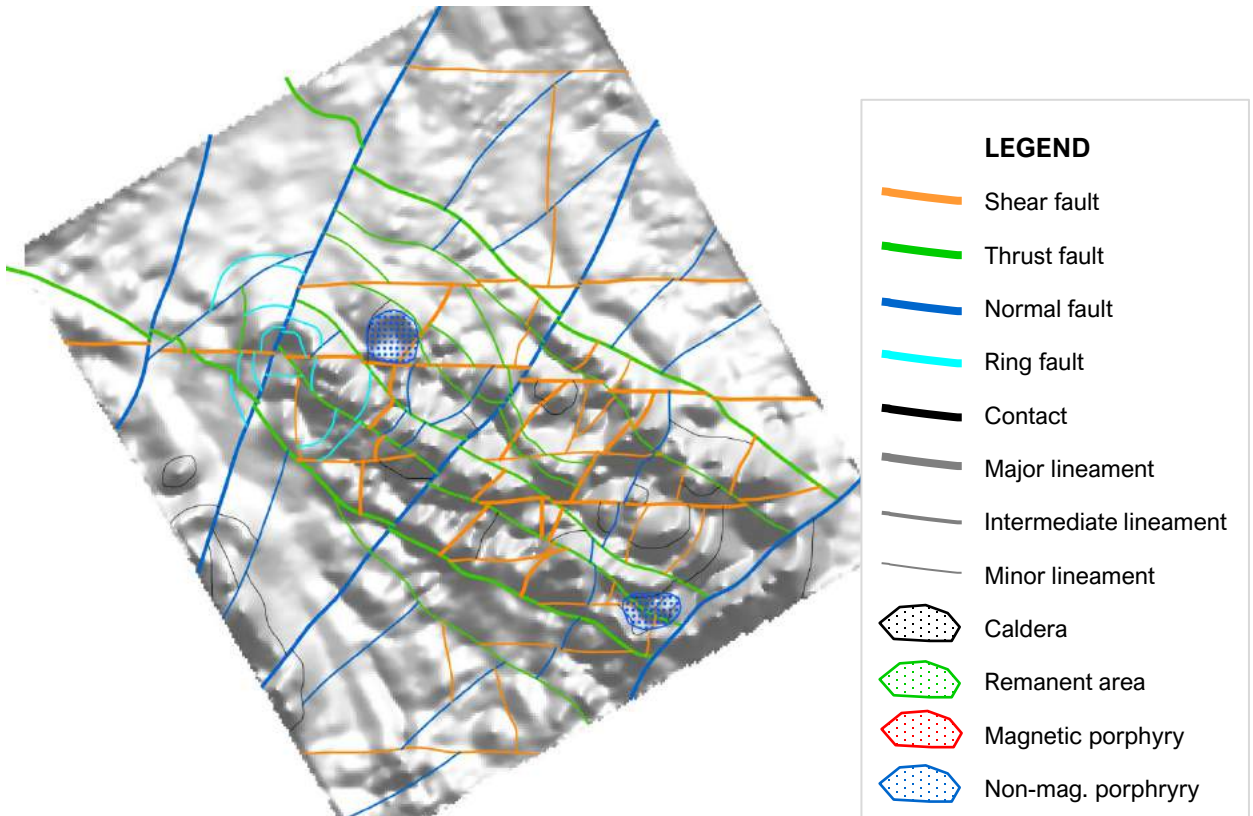 LEGEND
Shear fault
Thrust fault
Normal fault
Ring fault
Contact
Major lineament
Intermediate lineament
Minor lineament
Caldera
Remanent area
Magnetic porphyry
Non-mag. porphryry